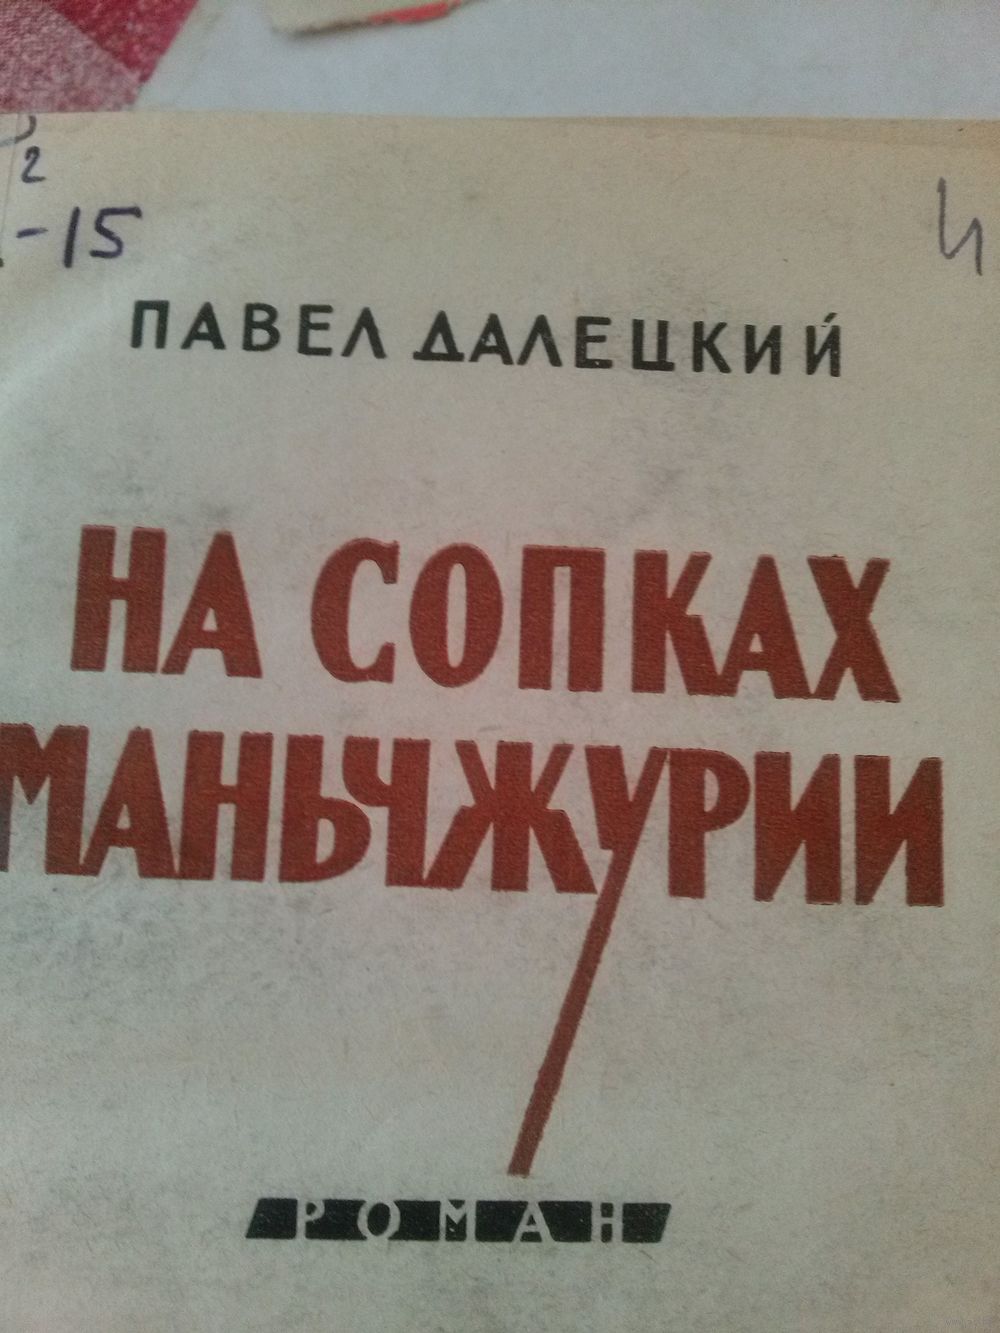 2
-15
И
ПАВЕЛ ДАЛЕЦКИЙ
НА СОПКАХ
МАНЬЧЖУРИИ
РОМАН